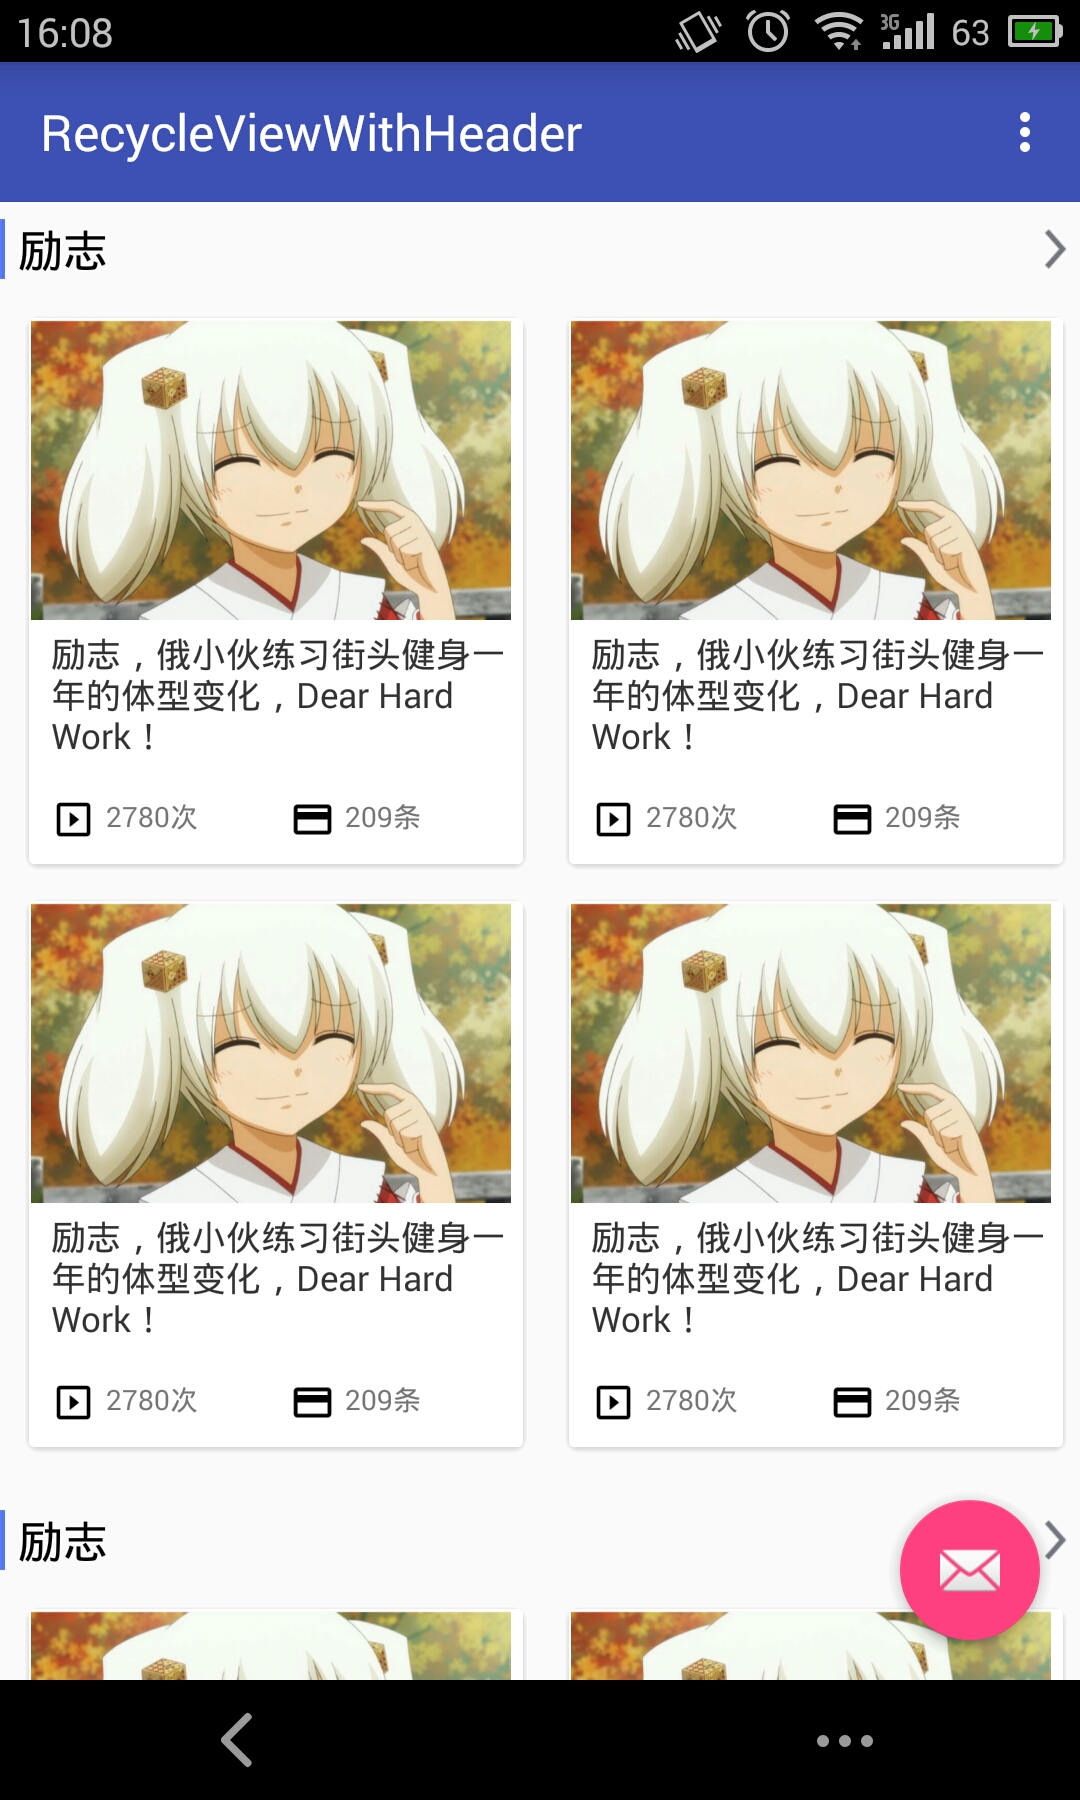 16:08 3G 63
RecycleViewWithHeader
励志
励志，俄小伙练习街头健身一
年的体型变化，Dear Hard
Work！
2780次 209条
励志，俄小伙练习街头健身一
年的体型变化，Dear Hard
Work！
2780次 209条
励志，俄小伙练习街头健身一
年的体型变化，Dear Hard
Work！
2780次 209条
励志，俄小伙练习街头健身一
年的体型变化，Dear Hard
Work！
2780次 209条
励志